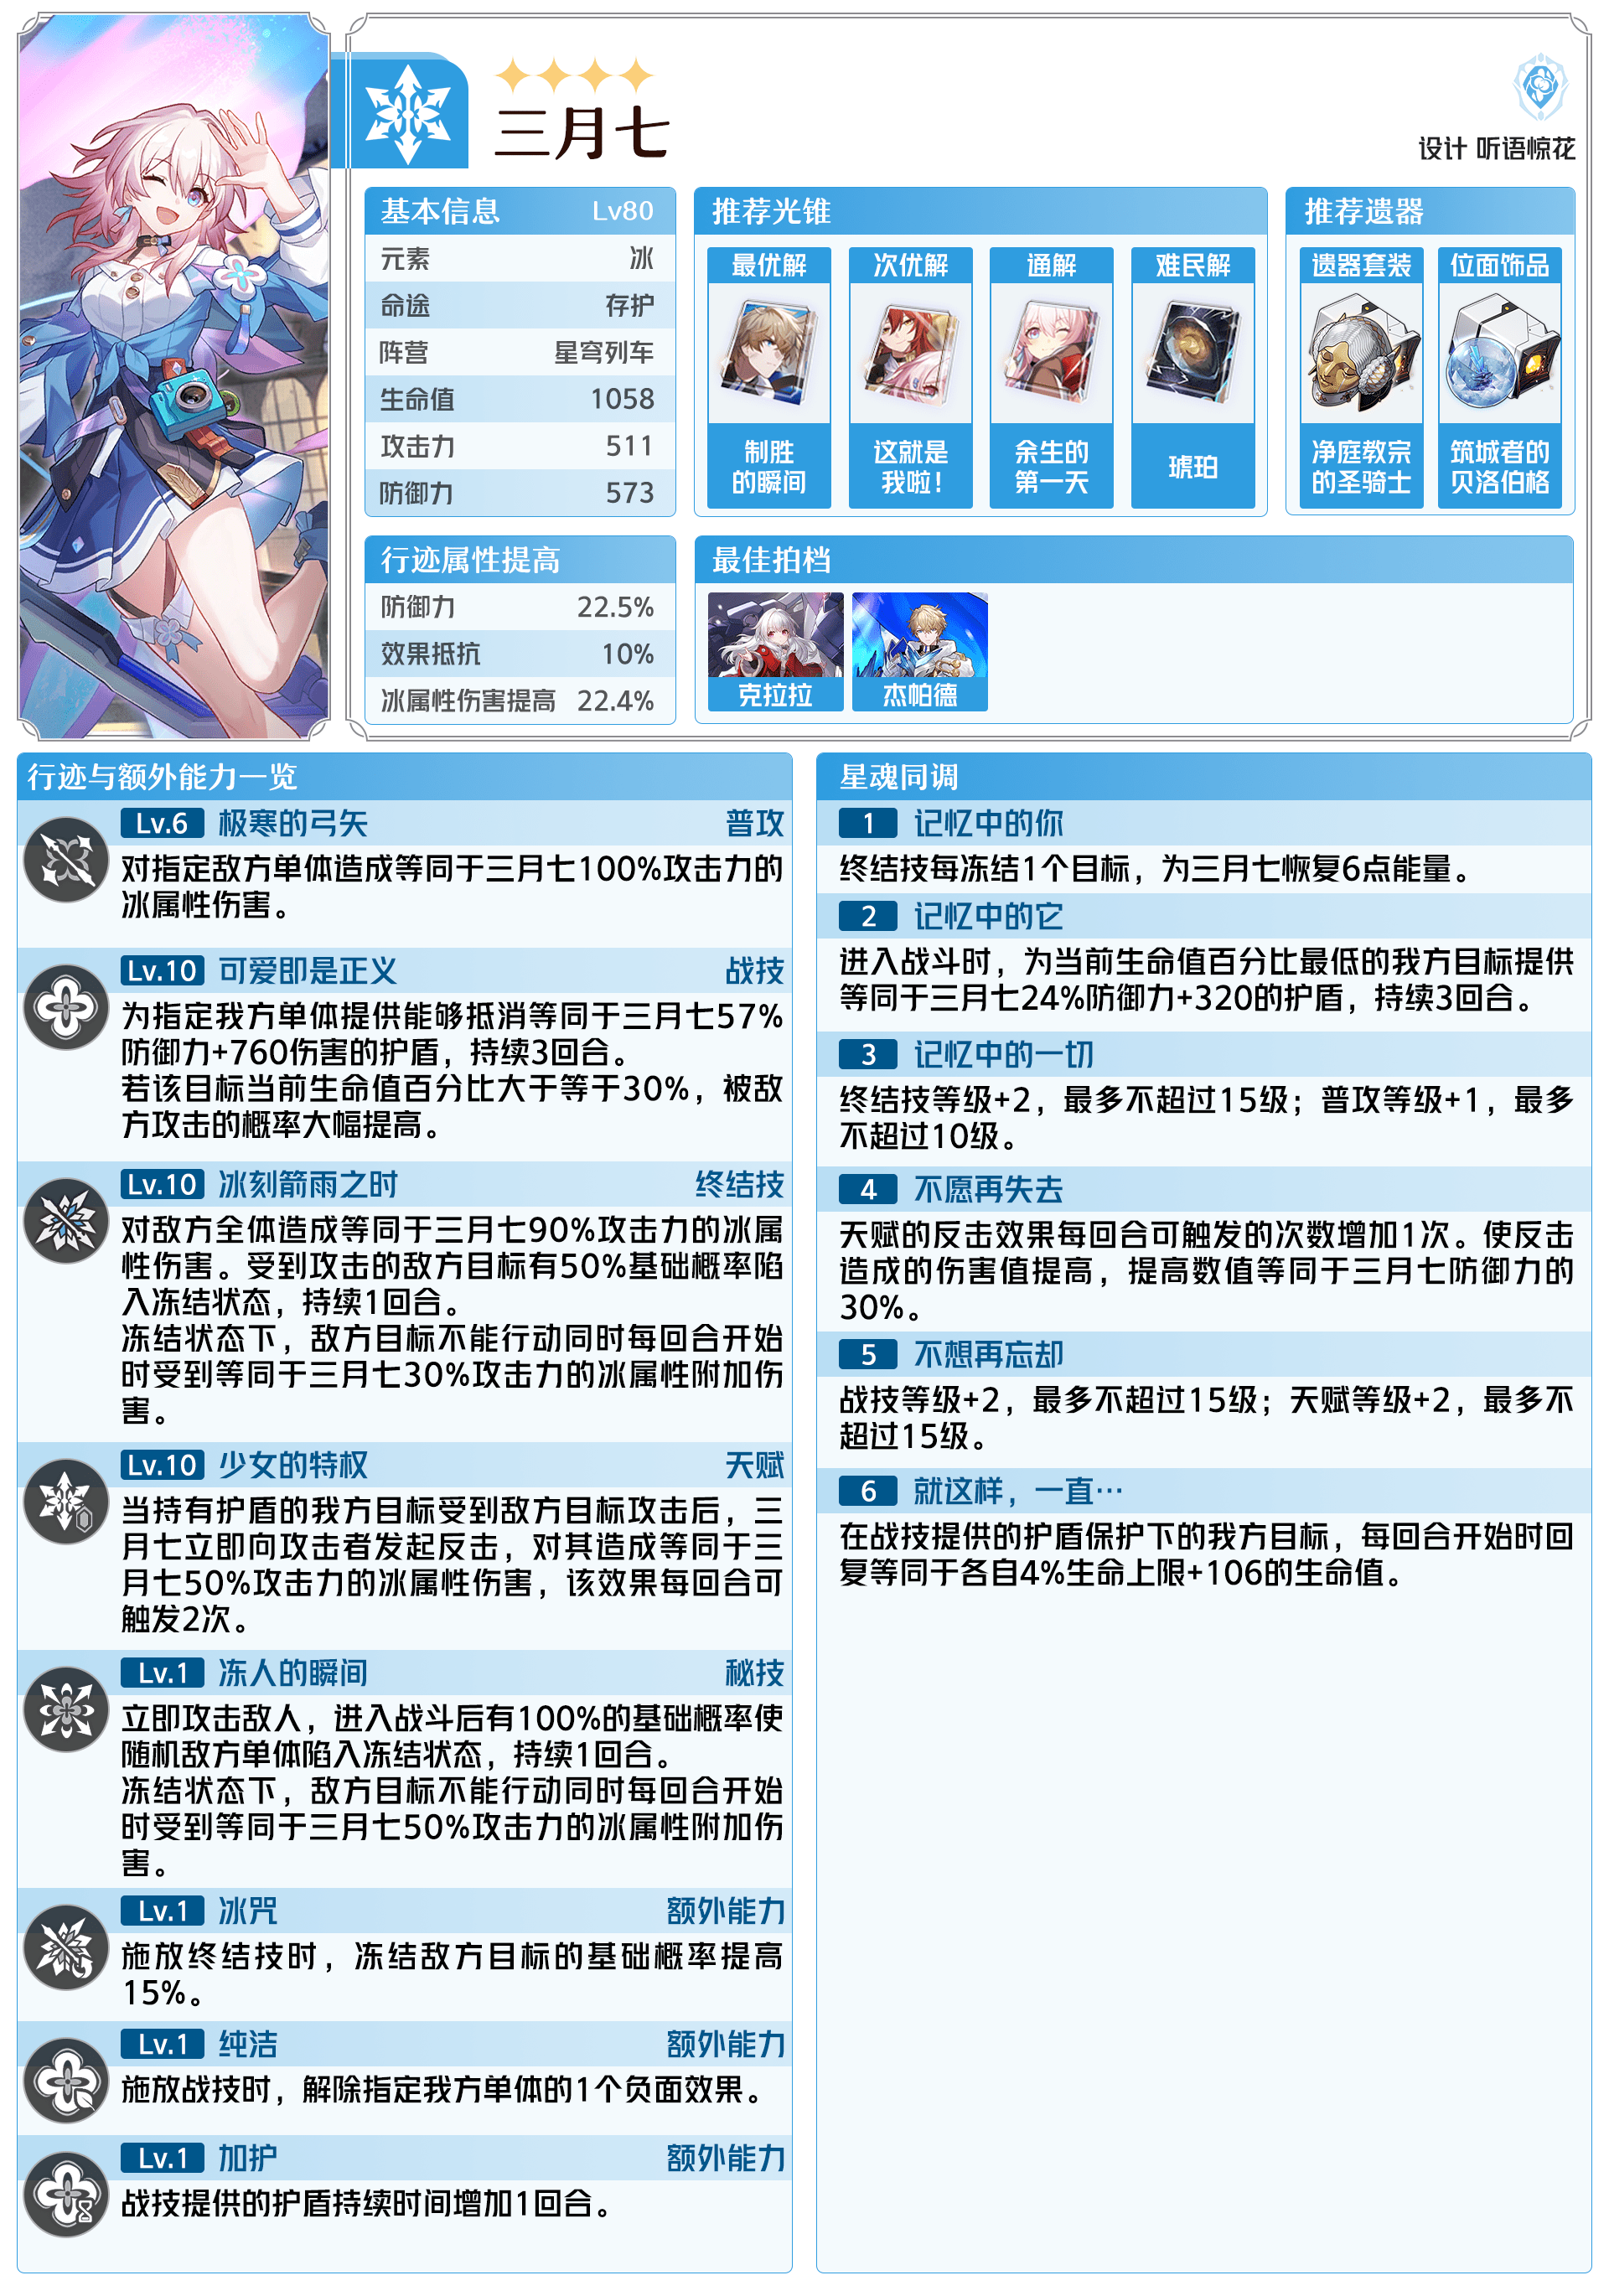 三月七
设计 听语惊花
基本信息 Lv80
元素 冰
命途 存护
阵营 星穹列车
生命值 1058
攻击力 511
防御力 573
推荐光锥
最优解 次优解 通解 难民解
制胜
的瞬间
这就是
我啦！
余生的
第一天
琥珀
推荐遗器
遗器套装 位面饰品
净庭教宗
的圣骑士
筑城者的
贝洛伯格
行迹属性提高
防御力 22.5%
效果抵抗 10%
冰属性伤害提高 22.4%
最佳拍档
克拉拉 杰帕德
行迹与额外能力一览
Lv.6 极寒的弓矢 普攻
对指定敌方单体造成等同于三月七100%攻击力的
冰属性伤害。
Lv.10 可爱即是正义 战技
为指定我方单体提供能够抵消等同于三月七57%
防御力+760伤害的护盾，持续3回合。
若该目标当前生命值百分比大于等于30%，被敌
方攻击的概率大幅提高。
Lv.10 冰刻箭雨之时 终结技
对敌方全体造成等同于三月七90%攻击力的冰属
性伤害。受到攻击的敌方目标有50%基础概率陷
入冻结状态，持续1回合。
冻结状态下，敌方目标不能行动同时每回合开始
时受到等同于三月七30%攻击力的冰属性附加伤
害。
Lv.10 少女的特权 天赋
当持有护盾的我方目标受到敌方目标攻击后，三
月七立即向攻击者发起反击，对其造成等同于三
月七50%攻击力的冰属性伤害，该效果每回合可
触发2次。
Lv.1 冻人的瞬间 秘技
立即攻击敌人，进入战斗后有100%的基础概率使
随机敌方单体陷入冻结状态，持续1回合。
冻结状态下，敌方目标不能行动同时每回合开始
时受到等同于三月七50%攻击力的冰属性附加伤
害。
Lv.1 冰咒 额外能力
施放终结技时，冻结敌方目标的基础概率提高
15%。
Lv.1 纯洁 额外能力
施放战技时，解除指定我方单体的1个负面效果。
Lv.1 加护 额外能力
战技提供的护盾持续时间增加1回合。
星魂同调
1 记忆中的你
终结技每冻结1个目标，为三月七恢复6点能量。
2 记忆中的它
进入战斗时，为当前生命值百分比最低的我方目标提供
等同于三月七24%防御力+320的护盾，持续3回合。
3 记忆中的一切
终结技等级+2，最多不超过15级；普攻等级+1，最多
不超过10级。
4 不愿再失去
天赋的反击效果每回合可触发的次数增加1次。使反击
造成的伤害值提高，提高数值等同于三月七防御力的
30%。
5 不想再忘却
战技等级+2，最多不超过15级；天赋等级+2，最多不
超过15级。
6 就这样，一直…
在战技提供的护盾保护下的我方目标，每回合开始时回
复等同于各自4%生命上限+106的生命值。